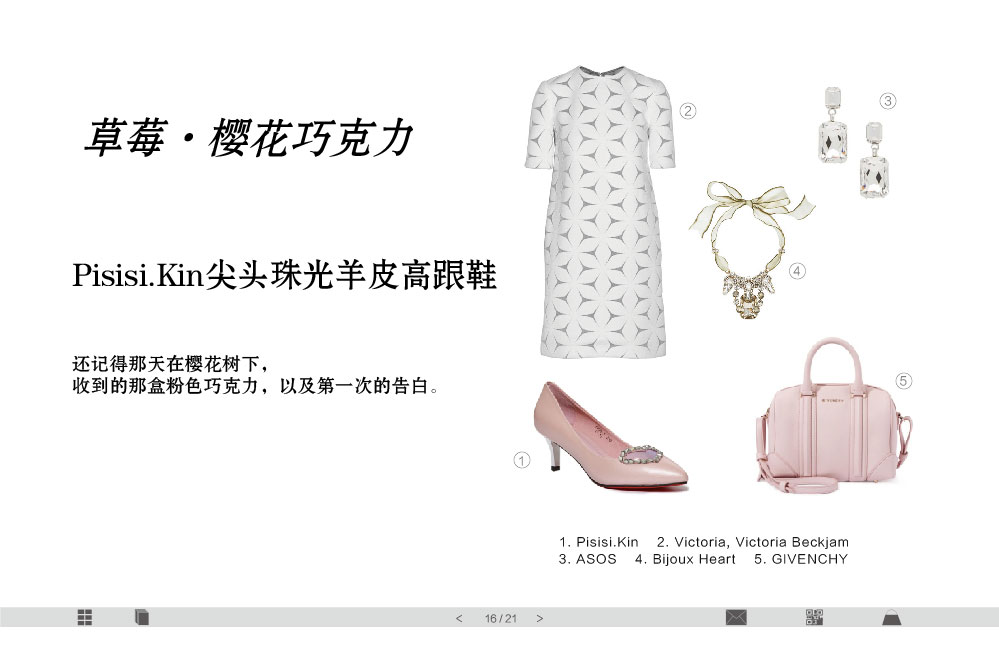 草莓·樱花巧克力
Pisisi.Kin尖头珠光羊皮高跟鞋
还记得那天在樱花树下，
收到的那盒粉色巧克力，以及第一次的告白。
2
3
4
5
GIVENCHY
1
1. Pisisi.Kin 2. Victoria, Victoria Beckjam
3. ASOS 4. Bijoux Heart 5. GIVENCHY
< 16/21 >